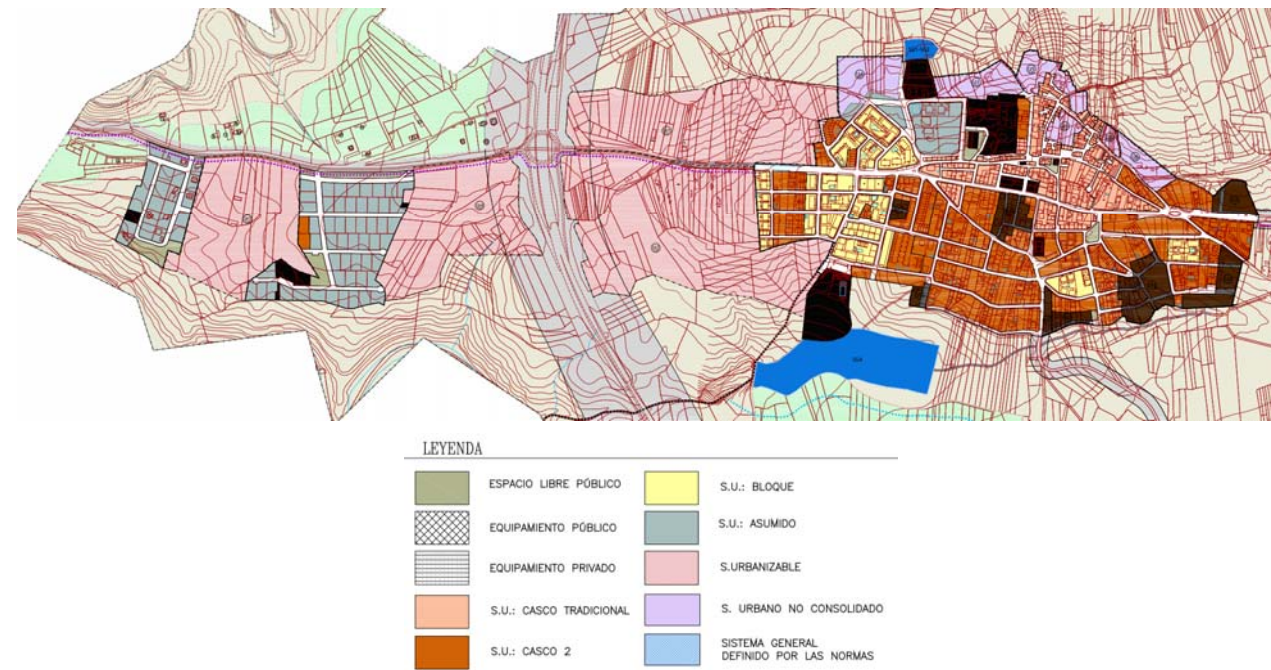 LEYENDA
ESPACIO LIBRE PÚBLICO
EQUIPAMIENTO PÚBLICO
EQUIPAMIENTO PRIVADO
S.U.: CASCO TRADICIONAL
S.U.: CASCO 2
S.U.: BLOQUE
S.U.: ASUMIDO
S.URBANIZABLE
S. URBANO NO CONSOLIDADO
SISTEMA GENERAL
DEFINIDO POR LAS NORMAS